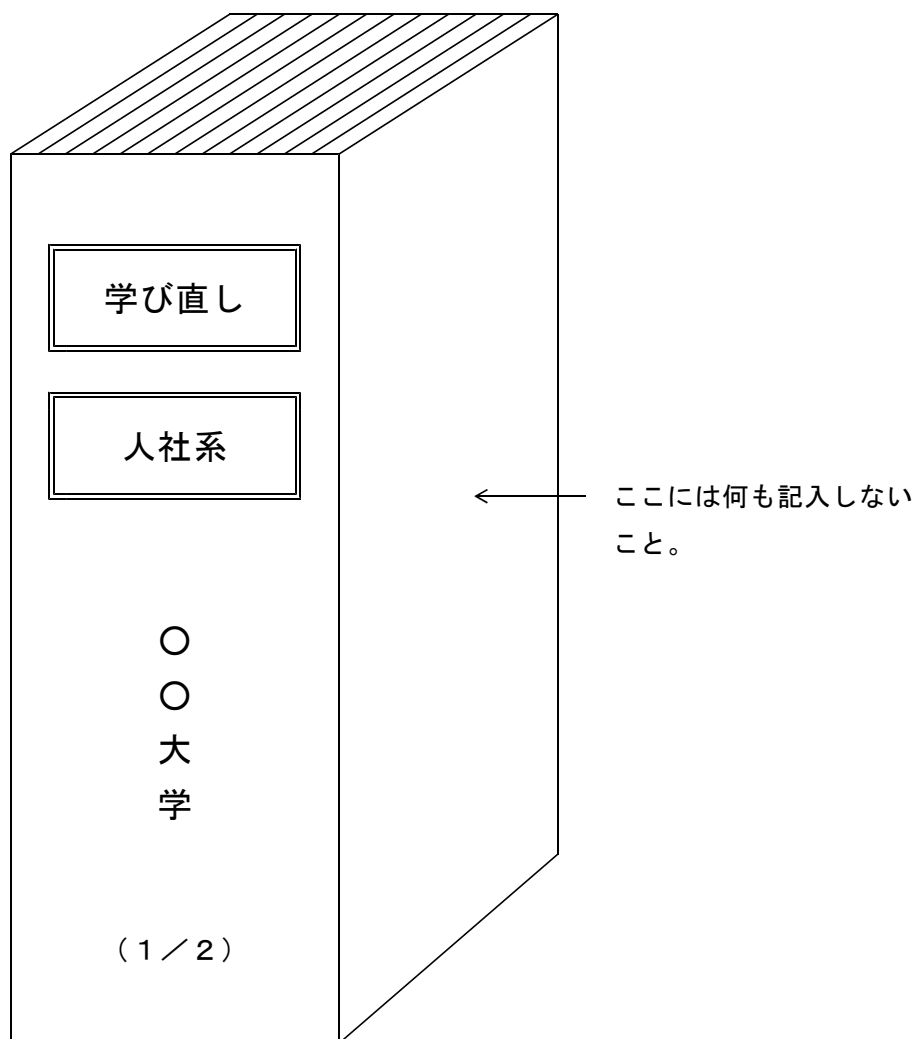 学び直し
人社系
〇
〇
大
学
（１／２）
ここには何も記入しない
こと。